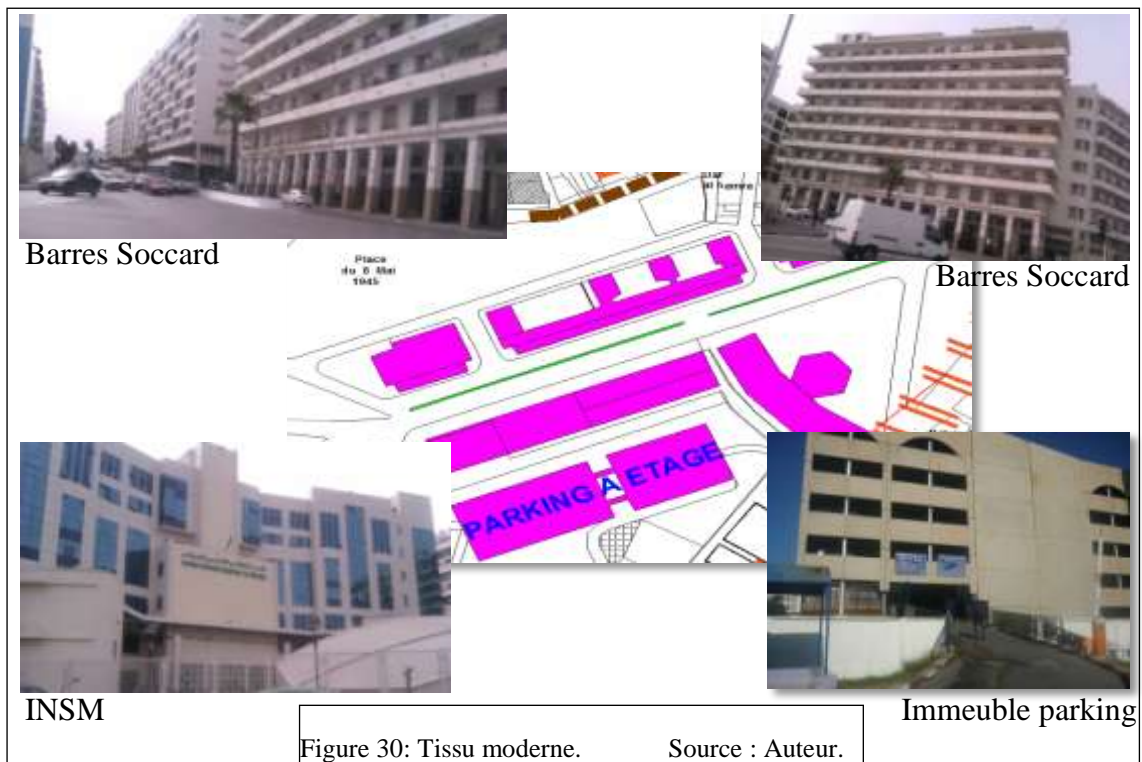 Barres Soccard
Barres Soccard
Place
du 8 Mai
1945
PARKING A ETAGE
INSM
Immeuble parking
Figure 30: Tissu moderne. Source : Auteur.